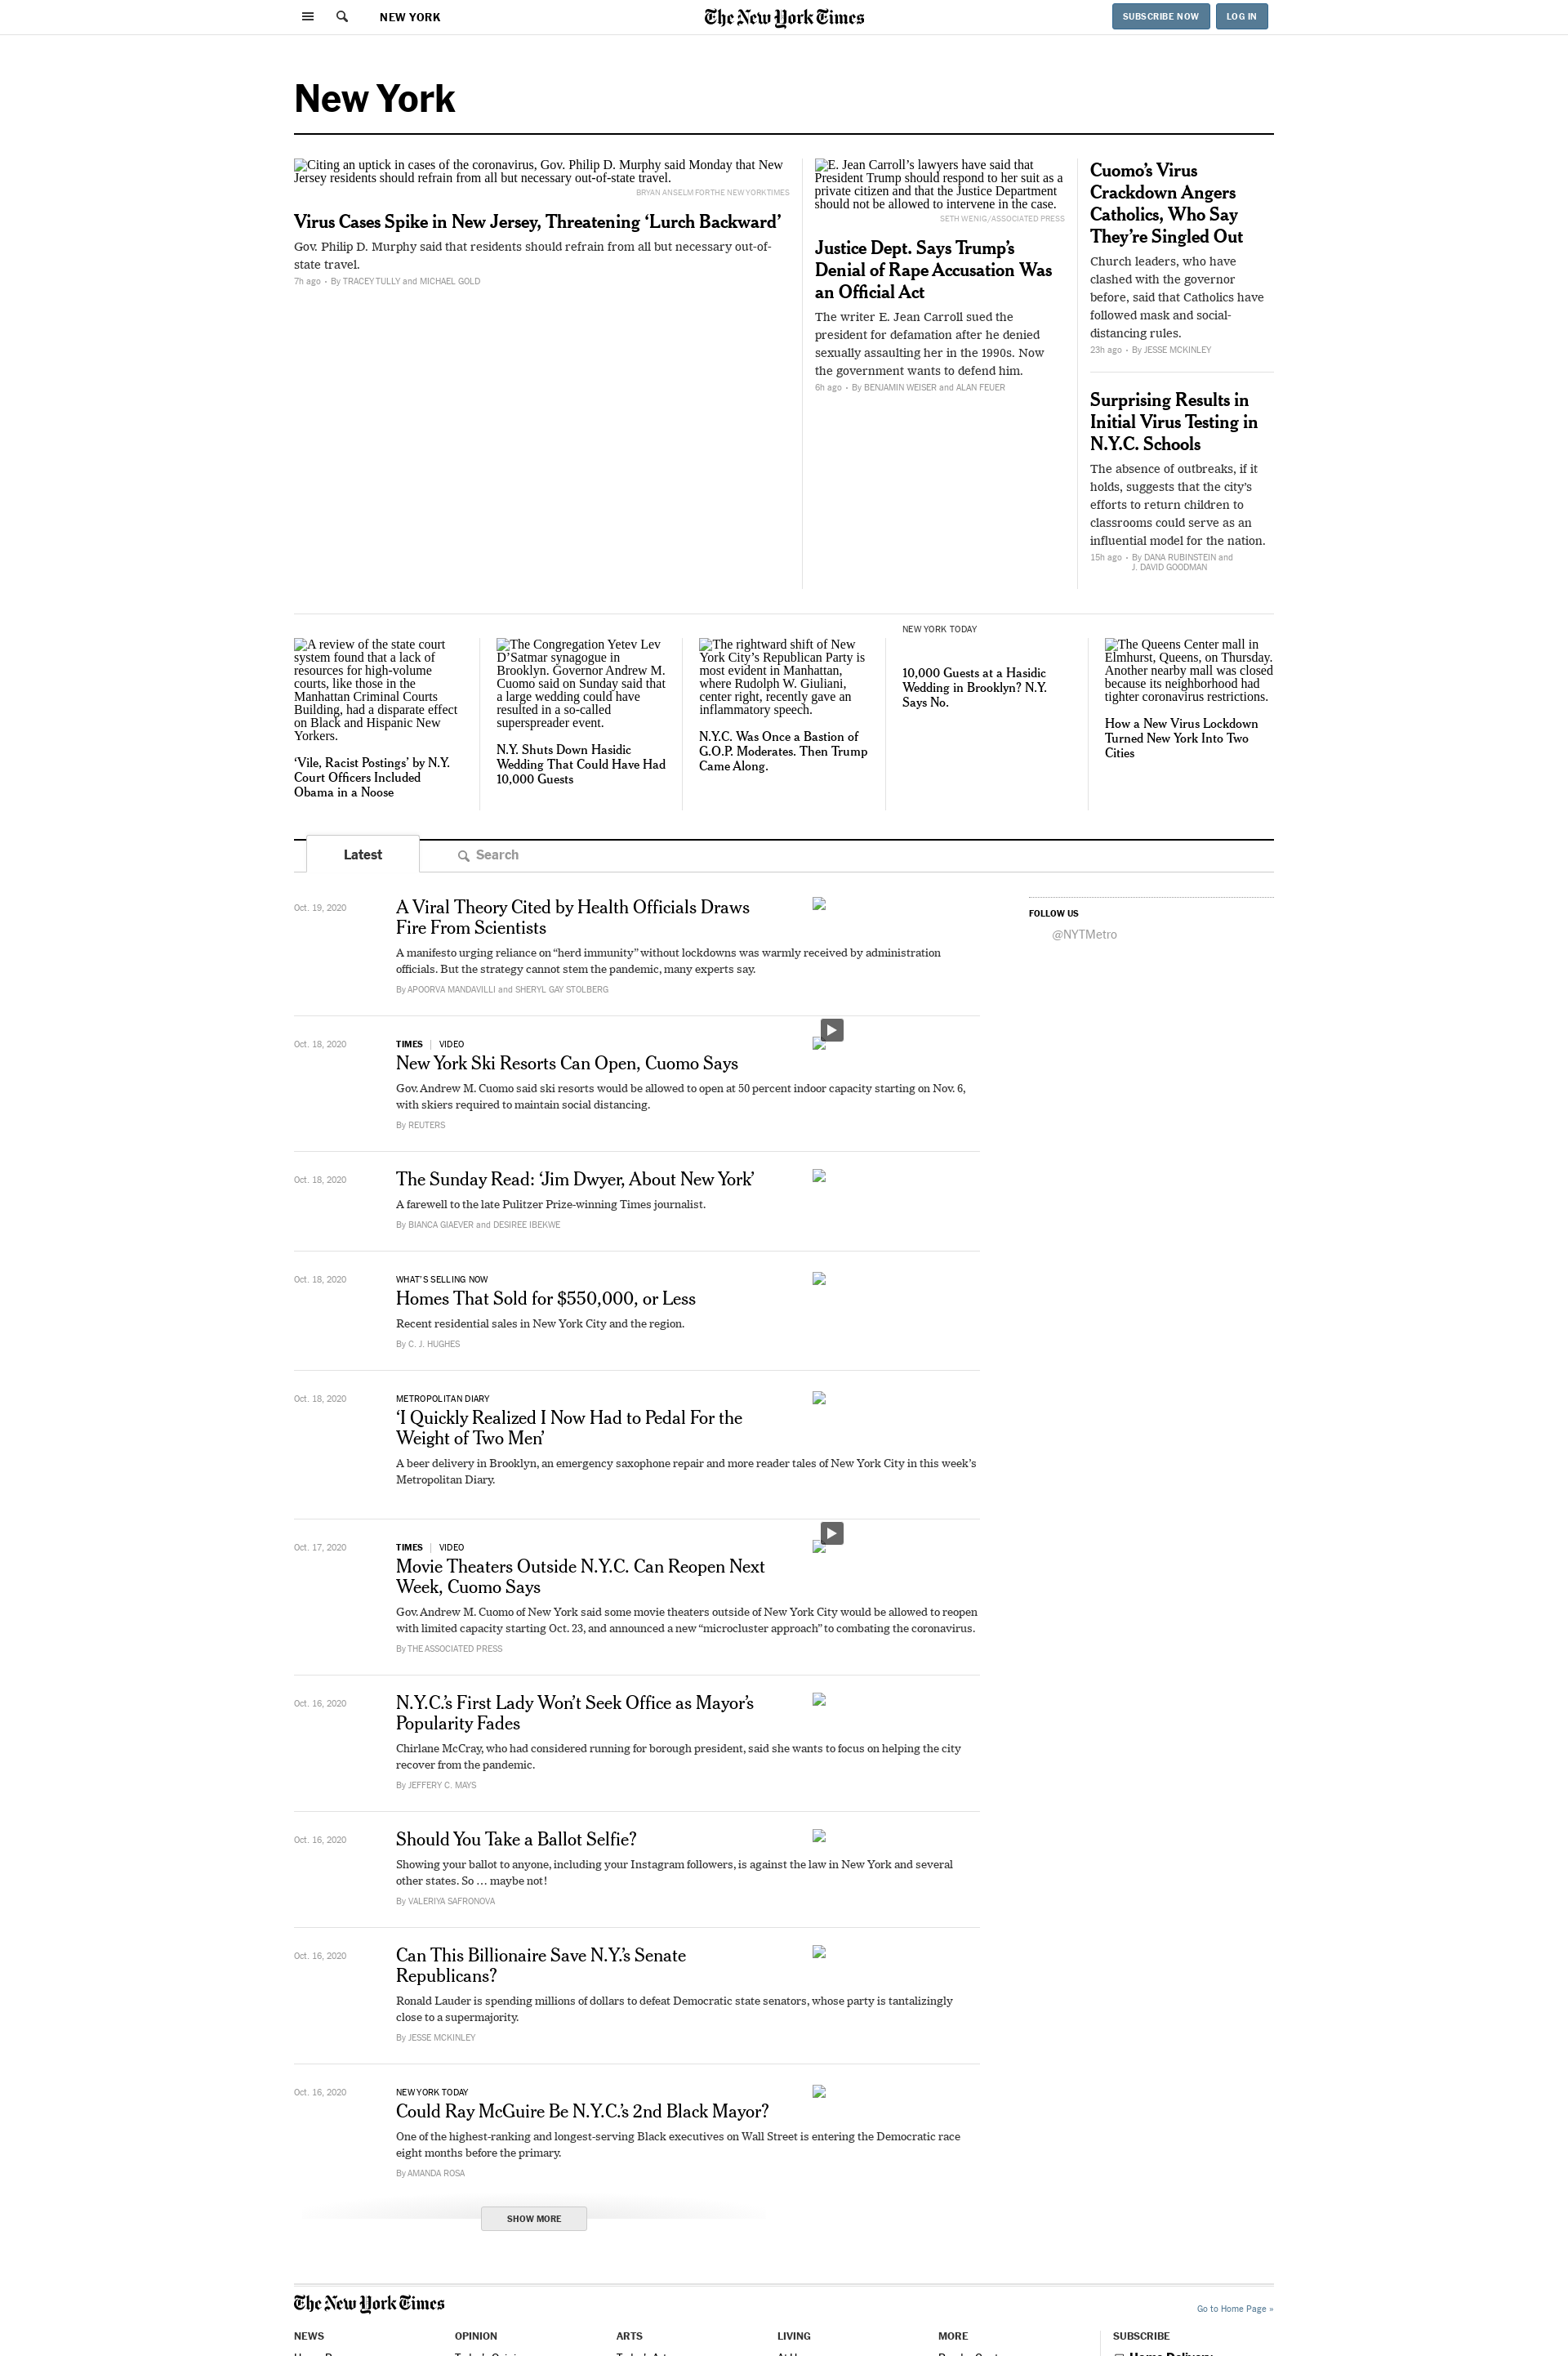 NEW YORK
The New York Times
SUBSCRIBE NOW
LOG IN
New York
Citing an uptick in cases of the coronavirus, Gov. Philip D. Murphy said Monday that New
Jersey residents should refrain from all but necessary out-of-state travel.
BRYAN ANSELM FOR THE NEW YORK TIMES
Virus Cases Spike in New Jersey, Threatening ‘Lurch Backward’
Gov. Philip D. Murphy said that residents should refrain from all but necessary out-of-
state travel.
7h ago • By TRACEY TULLY and MICHAEL GOLD
E. Jean Carroll’s lawyers have said that
President Trump should respond to her suit as a
private citizen and that the Justice Department
should not be allowed to intervene in the case.
SETH WENIG/ASSOCIATED PRESS
Justice Dept. Says Trump’s
Denial of Rape Accusation Was
an Official Act
The writer E. Jean Carroll sued the
president for defamation after he denied
sexually assaulting her in the 1990s. Now
the government wants to defend him.
6h ago • By BENJAMIN WEISER and ALAN FEUER
Cuomo’s Virus
Crackdown Angers
Catholics, Who Say
They’re Singled Out
Church leaders, who have
clashed with the governor
before, said that Catholics have
followed mask and social-
distancing rules.
23h ago • By JESSE MCKINLEY
Surprising Results in
Initial Virus Testing in
N.Y.C. Schools
The absence of outbreaks, if it
holds, suggests that the city’s
efforts to return children to
classrooms could serve as an
influential model for the nation.
15h ago • By DANA RUBINSTEIN and
J. DAVID GOODMAN
A review of the state court
system found that a lack of
resources for high-volume
courts, like those in the
Manhattan Criminal Courts
Building, had a disparate effect
on Black and Hispanic New
Yorkers.
‘Vile, Racist Postings’ by N.Y.
Court Officers Included
Obama in a Noose
The Congregation Yetev Lev
D’Satmar synagogue in
Brooklyn. Governor Andrew M.
Cuomo said on Sunday said that
a large wedding could have
resulted in a so-called
superspreader event.
N.Y. Shuts Down Hasidic
Wedding That Could Have Had
10,000 Guests
The rightward shift of New
York City’s Republican Party is
most evident in Manhattan,
where Rudolph W. Giuliani,
center right, recently gave an
inflammatory speech.
N.Y.C. Was Once a Bastion of
G.O.P. Moderates. Then Trump
Came Along.
NEW YORK TODAY
10,000 Guests at a Hasidic
Wedding in Brooklyn? N.Y.
Says No.
The Queens Center mall in
Elmhurst, Queens, on Thursday.
Another nearby mall was closed
because its neighborhood had
tighter coronavirus restrictions.
How a New Virus Lockdown
Turned New York Into Two
Cities
Latest
Search
Oct. 19, 2020
A Viral Theory Cited by Health Officials Draws
Fire From Scientists
A manifesto urging reliance on “herd immunity” without lockdowns was warmly received by administration
officials. But the strategy cannot stem the pandemic, many experts say.
By APOORVA MANDAVILLI and SHERYL GAY STOLBERG
FOLLOW US
@NYTMetro
Oct. 18, 2020
TIMES | VIDEO
New York Ski Resorts Can Open, Cuomo Says
Gov. Andrew M. Cuomo said ski resorts would be allowed to open at 50 percent indoor capacity starting on Nov. 6,
with skiers required to maintain social distancing.
By REUTERS
Oct. 18, 2020
The Sunday Read: ‘Jim Dwyer, About New York’
A farewell to the late Pulitzer Prize-winning Times journalist.
By BIANCA GIAEVER and DESIREE IBEKWE
Oct. 18, 2020
WHAT’S SELLING NOW
Homes That Sold for $550,000, or Less
Recent residential sales in New York City and the region.
By C. J. HUGHES
Oct. 18, 2020
METROPOLITAN DIARY
‘I Quickly Realized I Now Had to Pedal For the
Weight of Two Men’
A beer delivery in Brooklyn, an emergency saxophone repair and more reader tales of New York City in this week’s
Metropolitan Diary.
Oct. 17, 2020
TIMES | VIDEO
Movie Theaters Outside N.Y.C. Can Reopen Next
Week, Cuomo Says
Gov. Andrew M. Cuomo of New York said some movie theaters outside of New York City would be allowed to reopen
with limited capacity starting Oct. 23, and announced a new “microcluster approach” to combating the coronavirus.
By THE ASSOCIATED PRESS
Oct. 16, 2020
N.Y.C.’s First Lady Won’t Seek Office as Mayor’s
Popularity Fades
Chirlane McCray, who had considered running for borough president, said she wants to focus on helping the city
recover from the pandemic.
By JEFFERY C. MAYS
Oct. 16, 2020
Should You Take a Ballot Selfie?
Showing your ballot to anyone, including your Instagram followers, is against the law in New York and several
other states. So … maybe not!
By VALERIYA SAFRONOVA
Oct. 16, 2020
Can This Billionaire Save N.Y.’s Senate
Republicans?
Ronald Lauder is spending millions of dollars to defeat Democratic state senators, whose party is tantalizingly
close to a supermajority.
By JESSE MCKINLEY
Oct. 16, 2020
NEW YORK TODAY
Could Ray McGuire Be N.Y.C.’s 2nd Black Mayor?
One of the highest-ranking and longest-serving Black executives on Wall Street is entering the Democratic race
eight months before the primary.
By AMANDA ROSA
SHOW MORE
The New York Times
Go to Home Page »
NEWS
OPINION
ARTS
LIVING
MORE
SUBSCRIBE